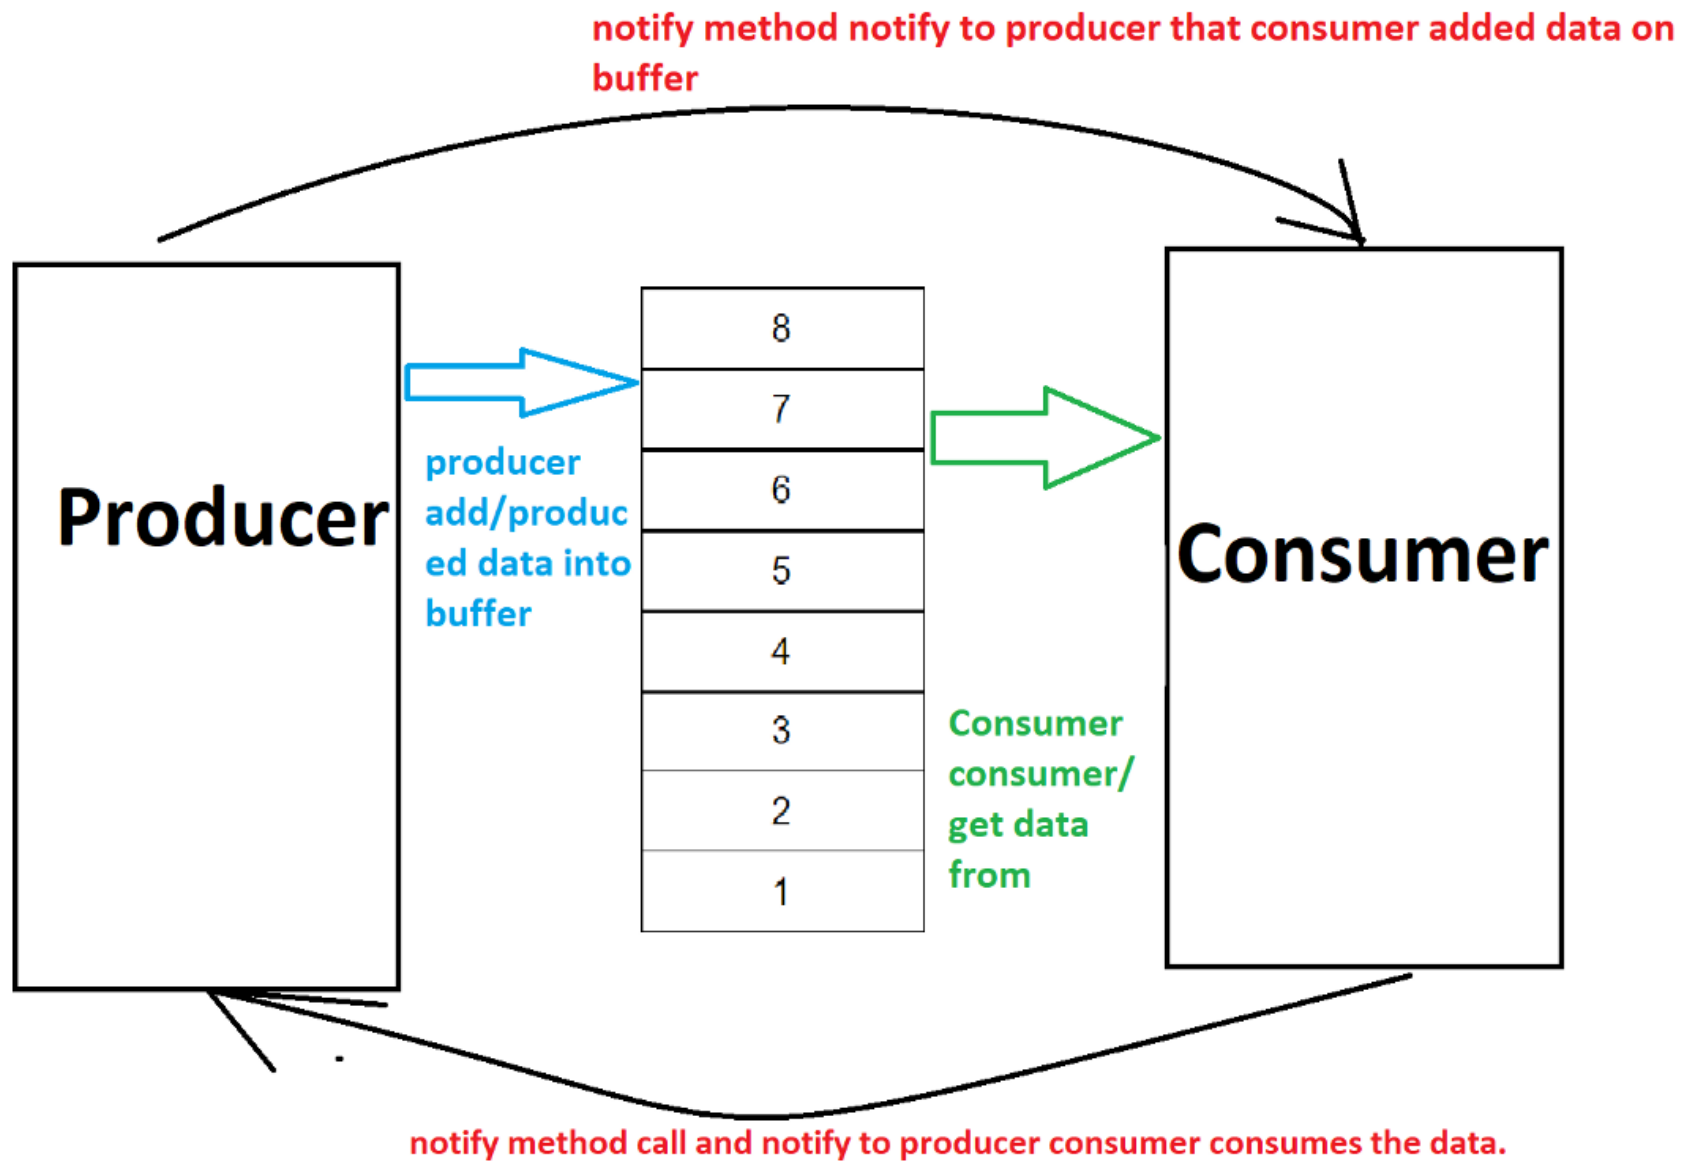 notify method notify to producer that consumer added data on
buffer
Producer
producer
add/produc
ed data into
buffer
8
7
6
5
4
3
2
1
Consumer
consumer/
get data
from
Consumer
notify method call and notify to producer consumer consumes the data.